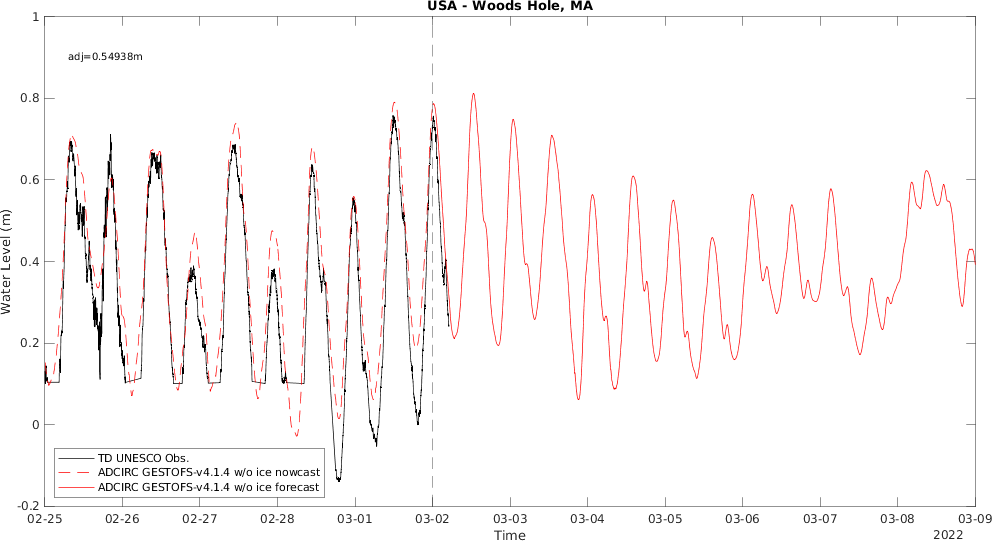 USA - Woods Hole, MA
adj=0.54938m
1
0.8
0.6
0.4
0.2
0
-0.2
Water Level (m)
TD UNESCO Obs.
ADCIRC GESTOFS-v4.1.4 w/o ice nowcast
ADCIRC GESTOFS-v4.1.4 w/o ice forecast
02-25 02-26 02-27 02-28 03-01 03-02 03-03 03-04 03-05 03-06 03-07 03-08 03-09
Time
2022